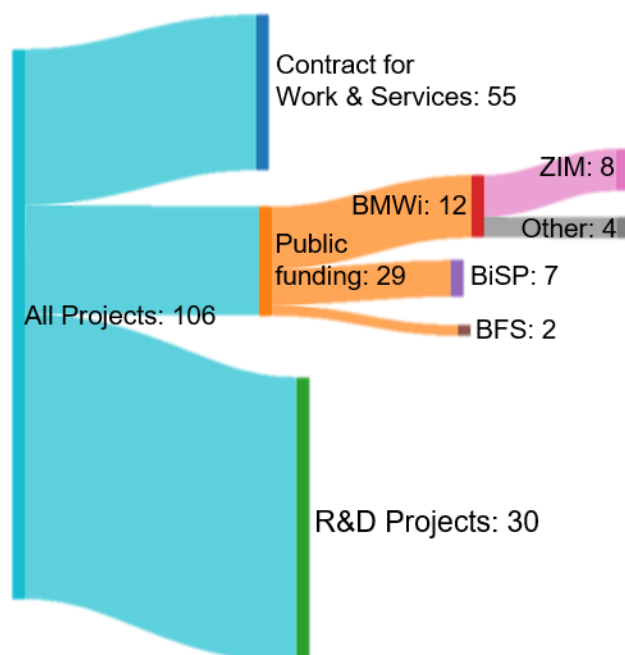 Contract for
Work & Services: 55
ZIM: 8
BMWi: 12
Other: 4
Public
funding: 29
BiSP: 7
All Projects: 106
BFS: 2
R&D Projects: 30